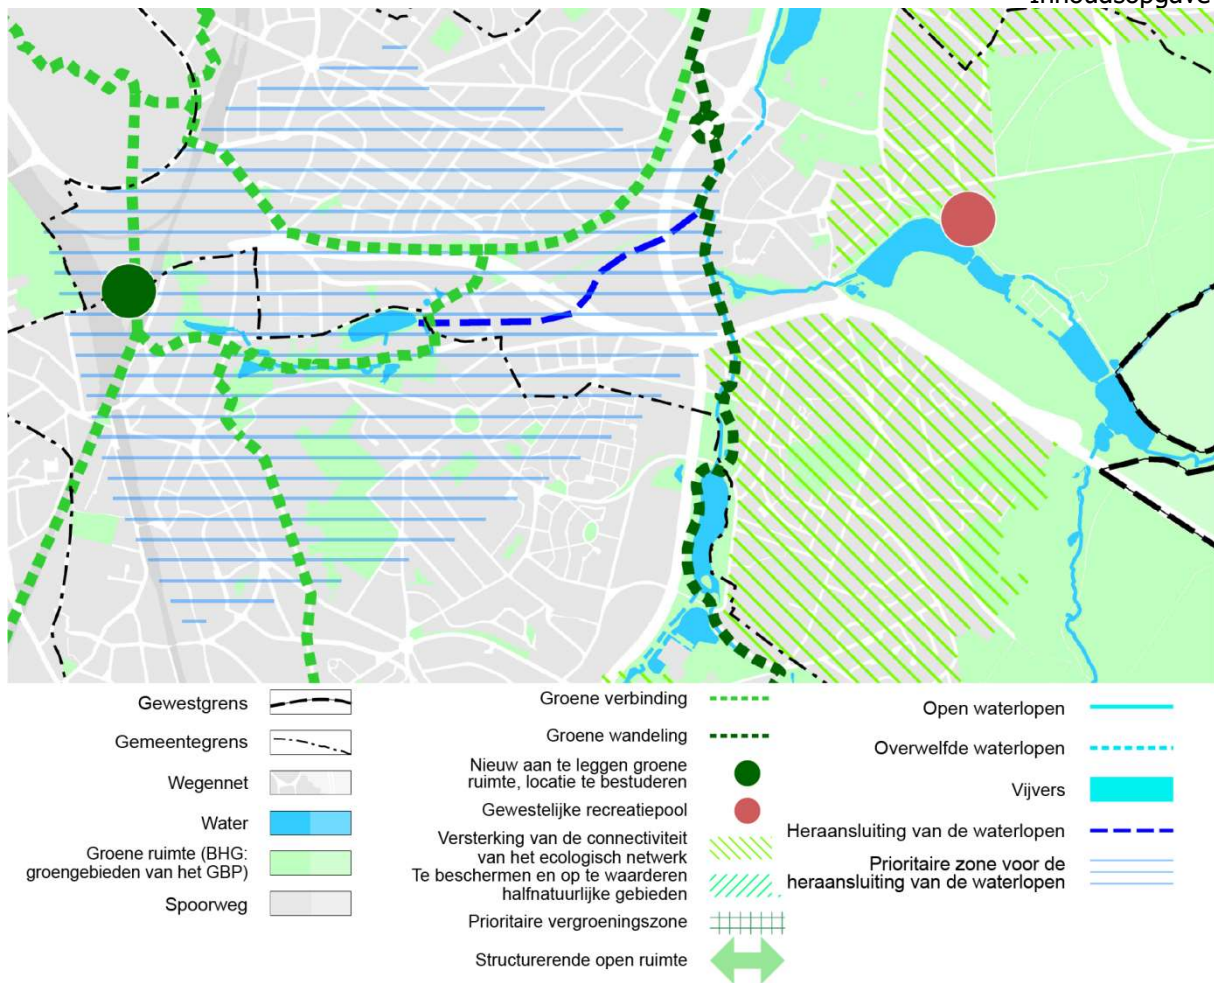 Inhoudsopgave
Gewestgrens
Gemeentegrens
Wegennet
Water
Groene ruimte (BHG:
groengebieden van het GBP)
Spoorweg
Groene verbinding
Groene wandeling
Nieuw aan te leggen groene
ruimte, locatie te bestuderen
Gewestelijke recreatiepool
Versterking van de connectiviteit
van het ecologisch netwerk
Te beschermen en op te waarderen
halfnatuurlijke gebieden
Prioritaire vergroeningszone
Structurerende open ruimte
Open waterlopen
Overwelfde waterlopen
Vijvers
Heraansluiting van de waterlopen
Prioritaire zone voor de
heraansluiting van de waterlopen